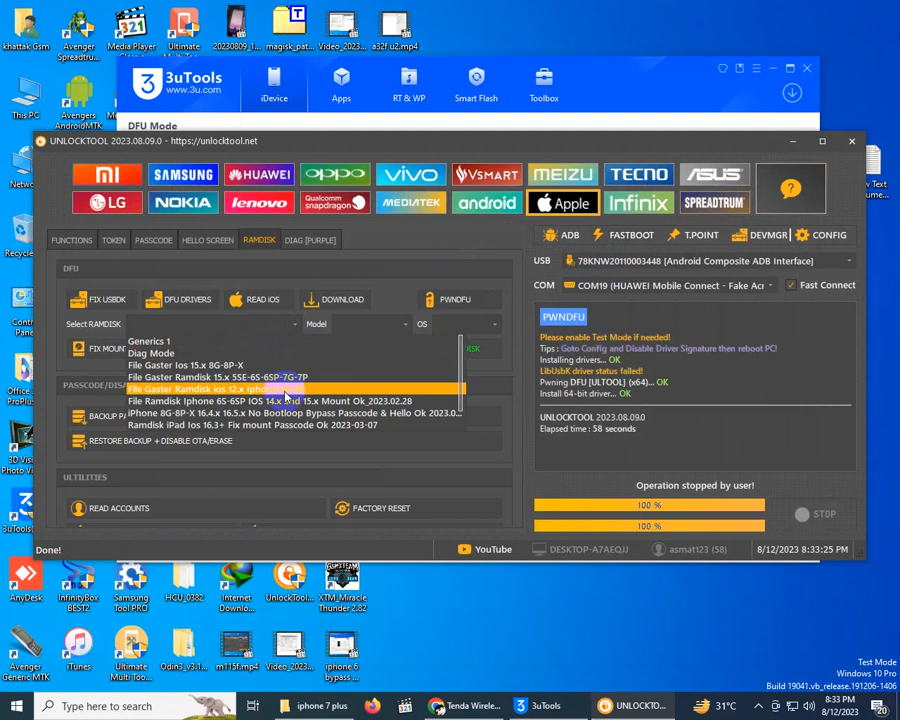 khattak Gsm
Avenger
Spreadtru...
Media Player
Ultimate
Multi
20230809_1...
magisk_pat...
Video_2023...
a32f u2.mp4
3uTools
www.3u.com
iDevice
Apps
RT & WP
Smart Flash
Toolbox
DFU Mode
This PC
Avenger
AndroidMTK
UNLOCKTOOL 2023.08.09.0 - https://unlocktool.net
mi
SAMSUNG
HUAWEI
oppo
vivo
VSMART
MEIZU
TECNO
ASUS
LG
NOKIA
lenovo
Qualcomm
snapdragon
MEDIATEK
android
Apple
Infinix
SPREADTRUM
?
FUNCTIONS
TOKEN
PASSCODE
HELLO SCREEN
RAMDISK
DIAG [PURPLE]
ADB
FASTBOOT
T.POINT
DEVMGR
CONFIG
USB
78KNW20110003448 [Android Composite ADB Interface]
COM
COM19 (HUAWEI Mobile Connect - Fake Acr
Fast Connect
DFU
FIX USBDK
DFU DRIVERS
READ iOS
DOWNLOAD
PWNDFU
Select RAMDISK
Model
OS
FIX MOUN
DISK
Generics 1
Diag Mode
File Gaster Ios 15.x 8G-8P-X
File Gaster Ramdisk 15.x 5SE-6S-6SP-7G-7P
File Gaster Ramdisk ios 12.x Iphon
File Ramdisk Iphone 6S-6SP IOS 14.x and 15.x Mount Ok_2023.02.28
iPhone 8G-8P-X 16.4.x 16.5.x No Bootloop Bypass Passcode & Hello Ok 2023.0...
Ramdisk iPad Ios 16.3+ Fix mount Passcode Ok 2023-03-07
PASSCODE/DISA
BACKUP PA
RESTORE BACKUP + DISABLE OTA/ERASE
ULTILITIES
READ ACCOUNTS
FACTORY RESET
PWNDFU
Please enable Test Mode if needed!
Tips : Goto Config and Disable Driver Signature then reboot PC!
Installing drivers... OK
LibUsbK driver status failed!
Pwning DFU [ULTOOL] (x64)... OK
Install 64-bit driver... OK
UNLOCKTOOL 2023.08.09.0
Elapsed time : 58 seconds
Operation stopped by user!
100 %
100 %
STOP
Done!
YouTube
DESKTOP-A7AEQJJ
asmat123 (58)
8/12/2023 8:33:25 PM
AnyDesk
InfinityBox
BEST2
Samsung
Tool PRO
HCU_0382
Internet
Downlo...
UnlockTool...
XTM_Miracle
Thunder 2.82
Avenger
Generic MTK
iTunes
Ultimate
Multi Too...
Odin3_v3.1...
m115f.mp4
Video_2023...
iphone 6
bypass ...
Test Mode
Windows 10 Pro
Build 19041.vb_release.191206-1406
Type here to search
iphone 7 plus
Tenda Wirele...
3uTools
UNLOCKTO...
31°C
8:33 PM
8/12/2023
20